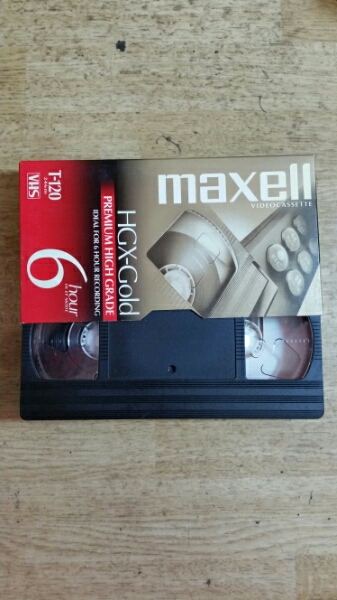 maxell
VIDEOCASSETTE
HGX-Gold
PREMIUM HIGH GRADE
IDEAL FOR 6 HOUR RECORDING
T-120
VHS
6 hour